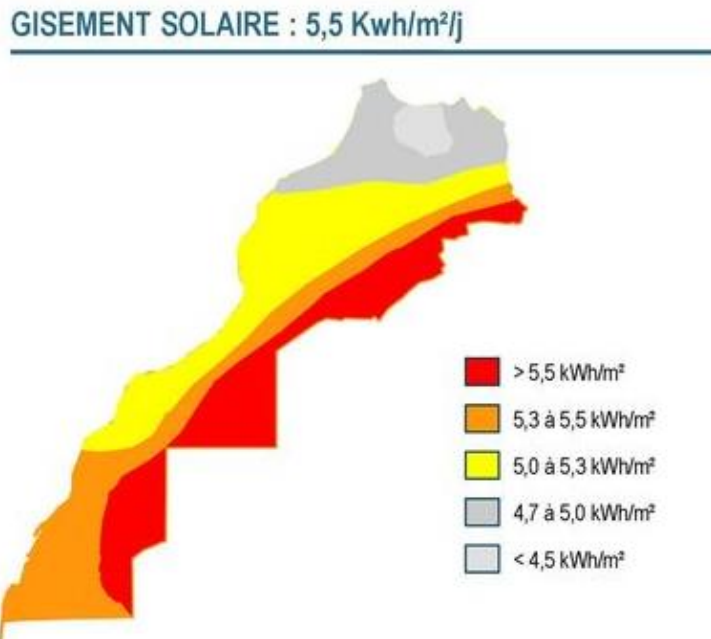 GISEMENT SOLAIRE : 5,5 Kwh/m²/j
> 5,5 kWh/m²
5,3 à 5,5 kWh/m²
5,0 à 5,3 kWh/m²
4,7 à 5,0 kWh/m²
< 4,5 kWh/m²